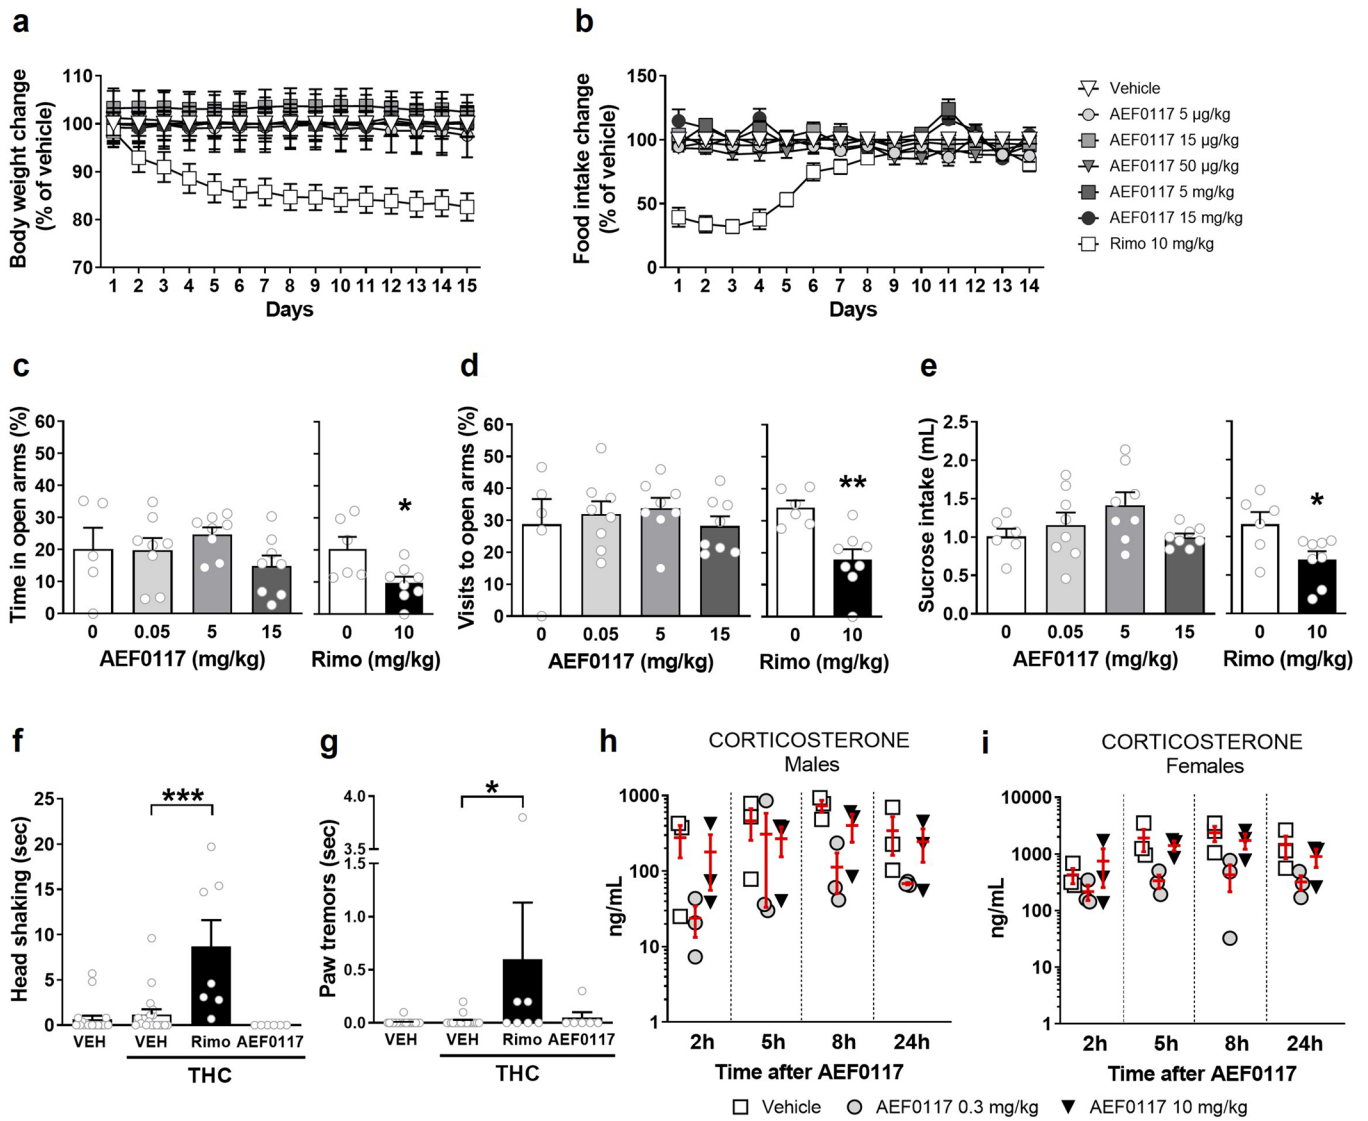 a
Body weight change
(% of vehicle)
110
100
90
80
70
1 2 3 4 5 6 7 8 9 10 11 12 13 14 15
Days
b
Food intake change
(% of vehicle)
150
100
50
0
1 2 3 4 5 6 7 8 9 10 11 12 13 14
Days
Vehicle
AEF0117 5 µg/kg
AEF0117 15 µg/kg
AEF0117 50 µg/kg
AEF0117 5 mg/kg
AEF0117 15 mg/kg
Rimo 10 mg/kg
c
Time in open arms (%)
60
50
40
30
20
10
0
*
0 0.05 5 15
AEF0117 (mg/kg)
0 10
Rimo (mg/kg)
d
Visits to open arms (%)
60
50
40
30
20
10
0
**
0 0.05 5 15
AEF0117 (mg/kg)
0 10
Rimo (mg/kg)
e
Sucrose intake (mL)
2.5
2.0
1.5
1.0
0.5
0.0
*
0 0.05 5 15
AEF0117 (mg/kg)
0 10
Rimo (mg/kg)
f
Head shaking (sec)
25
20
15
10
5
0
***
VEH VEH Rimo AEF0117
THC
g
Paw tremors (sec)
4.0
3.5
1.5
1.0
0.5
0.0
*
VEH VEH Rimo AEF0117
THC
h
CORTICOSTERONE
Males
ng/mL
1000
100
10
1
2h 5h 8h 24h
Time after AEF0117
i
CORTICOSTERONE
Females
ng/mL
10000
1000
100
10
1
2h 5h 8h 24h
Time after AEF0117
Vehicle AEF0117 0.3 mg/kg AEF0117 10 mg/kg